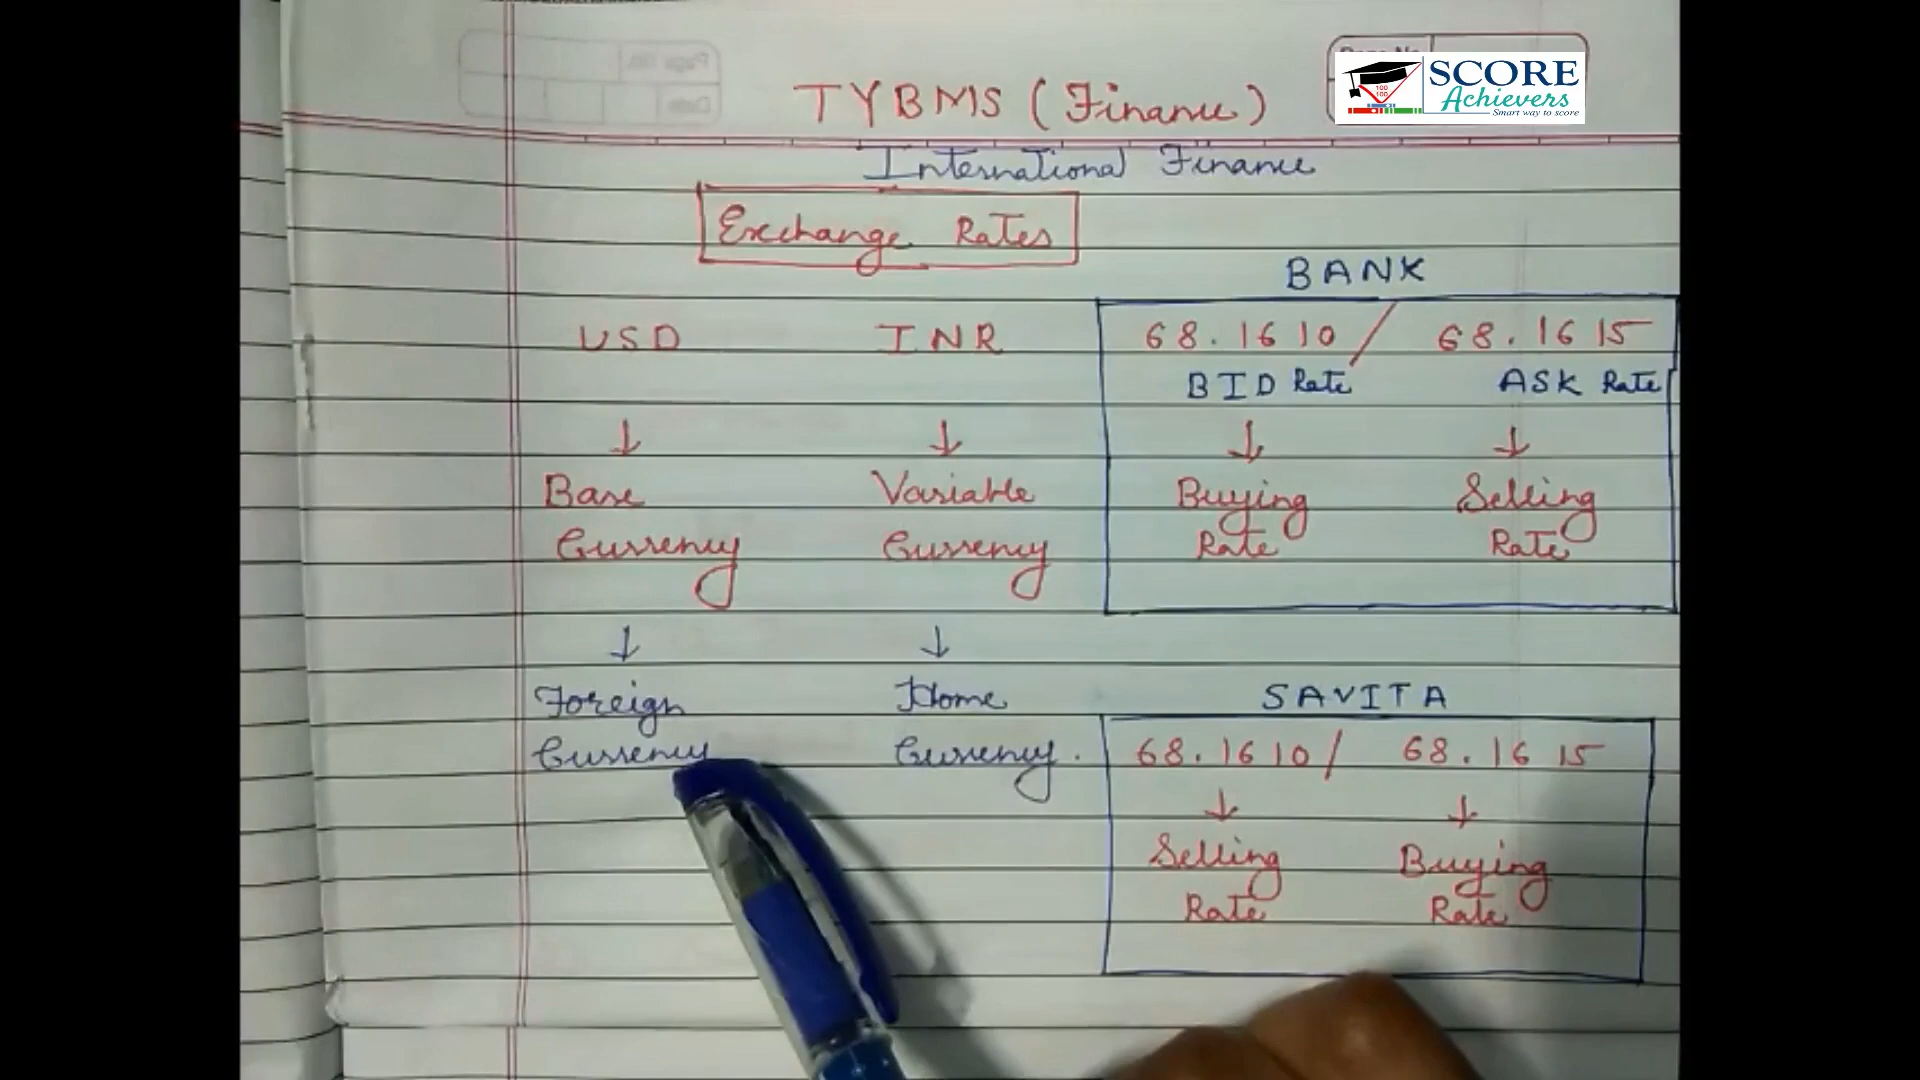 TYBMS (Finance)
SCORE
Achievers
Smart way to score
100
100
International Finance
Exchange Rates
BANK
USD INR 68.1610 / 68.1615
BID Rate ASK Rate
↓ ↓ ↓ ↓
Base Variable Buying Selling
Currency Currency Rate Rate
↓ ↓
Foreign Home SAVITA
Currency Currency. 68.1610 / 68.1615
↓ ↓
Selling Buying
Rate Rate